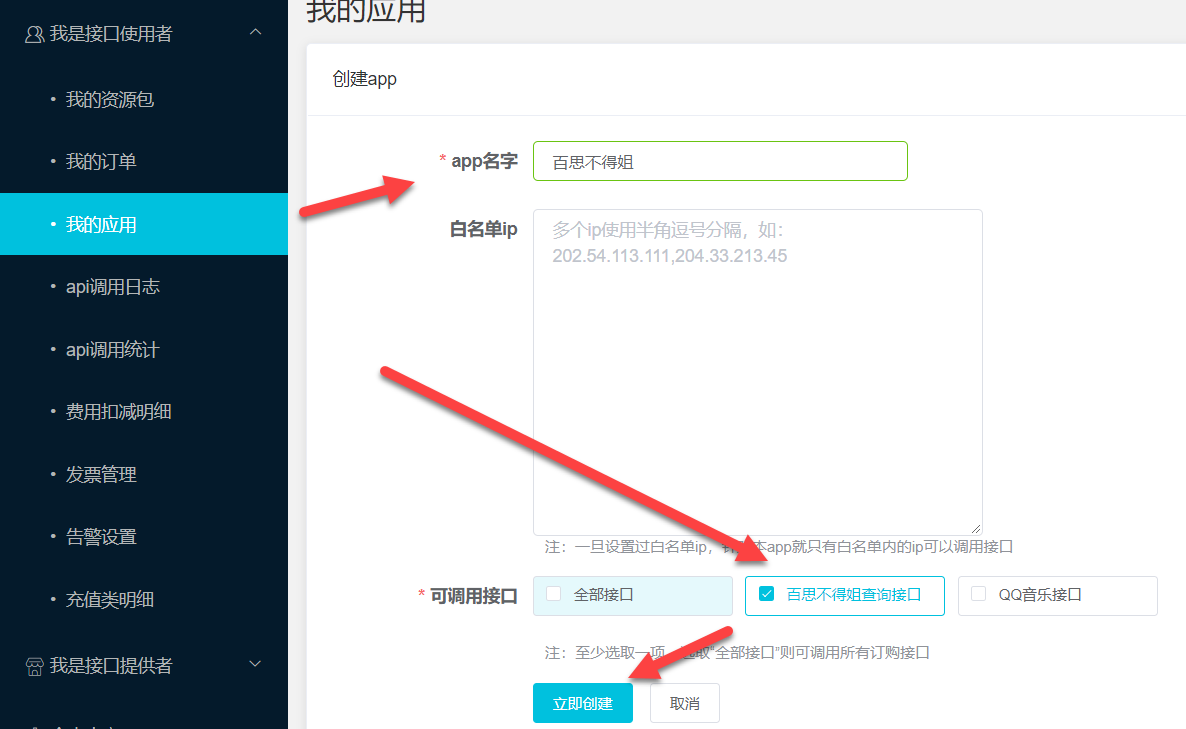 我是接口使用者
我的资源包
我的订单
我的应用
api调用日志
api调用统计
费用扣减明细
发票管理
告警设置
充值类明细
我是接口提供者
我的应用
创建app
* app名字
百思不得姐
白名单ip
多个ip使用半角逗号分隔，如：
202.54.113.111,204.33.213.45
注：一旦设置过白名单ip，本app就只有白名单内的ip可以调用接口
* 可调用接口
全部接口
百思不得姐查询接口
QQ音乐接口
注：至少选取一项，选取"全部接口"则可调用所有订购接口
立即创建
取消